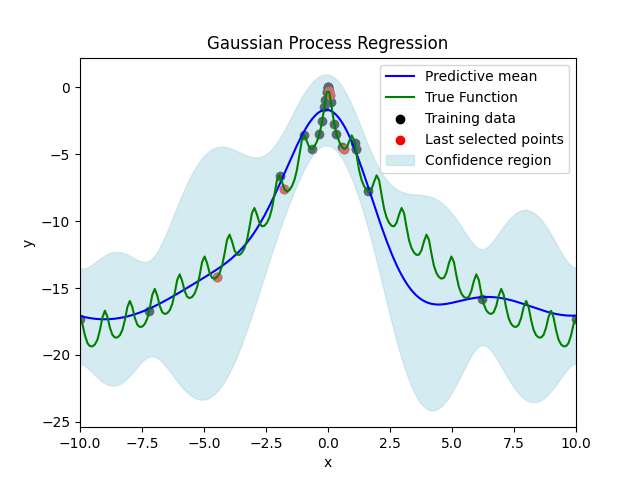 Gaussian Process Regression
Predictive mean
True Function
Training data
Last selected points
Confidence region
y
0
−5
−10
−15
−20
−25
−10.0 −7.5 −5.0 −2.5 0.0 2.5 5.0 7.5 10.0
x